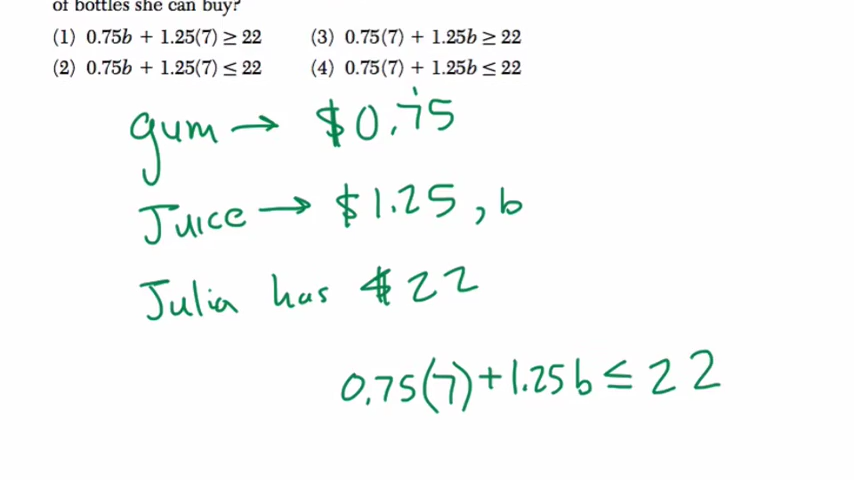 of bottles she can buy?
(1) 0.75b + 1.25(7) ≥ 22 (3) 0.75(7) + 1.25b ≥ 22
(2) 0.75b + 1.25(7) ≤ 22 (4) 0.75(7) + 1.25b ≤ 22
gum → $0.75
Juice → $1.25, b
Julia has $22
0.75(7)+1.25b ≤ 22